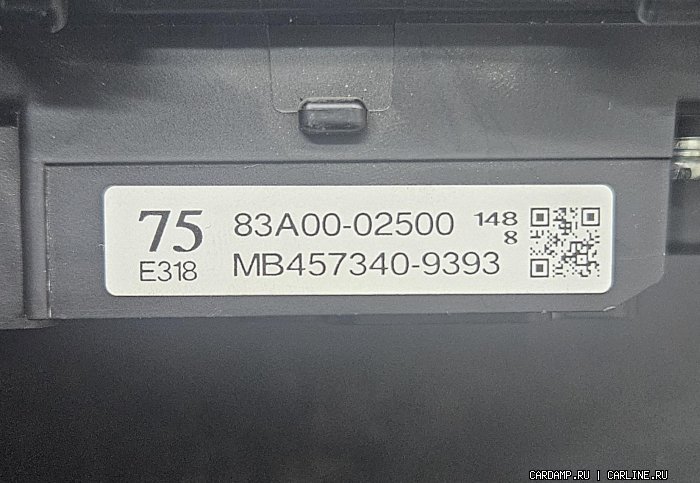 75 83A00-02500 148
8
E318 MB457340-9393
CARDAMP.RU | CARLINE.RU